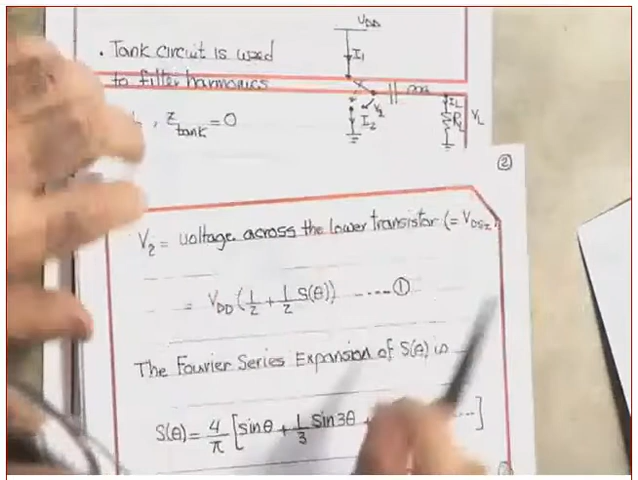 VDD
I1
. Tank circuit is used
to filter harmonics
, Ztank = 0
V2
I2
IL
RL
VL
2
V2 = voltage across the lower transistor (= VDS2)
= VDD (1/2 + 1/2 S(θ)) ----- ①
The Fourier Series Expansion of S(θ) is
S(θ) = 4/π [sinθ + 1/3 sin3θ + ...]